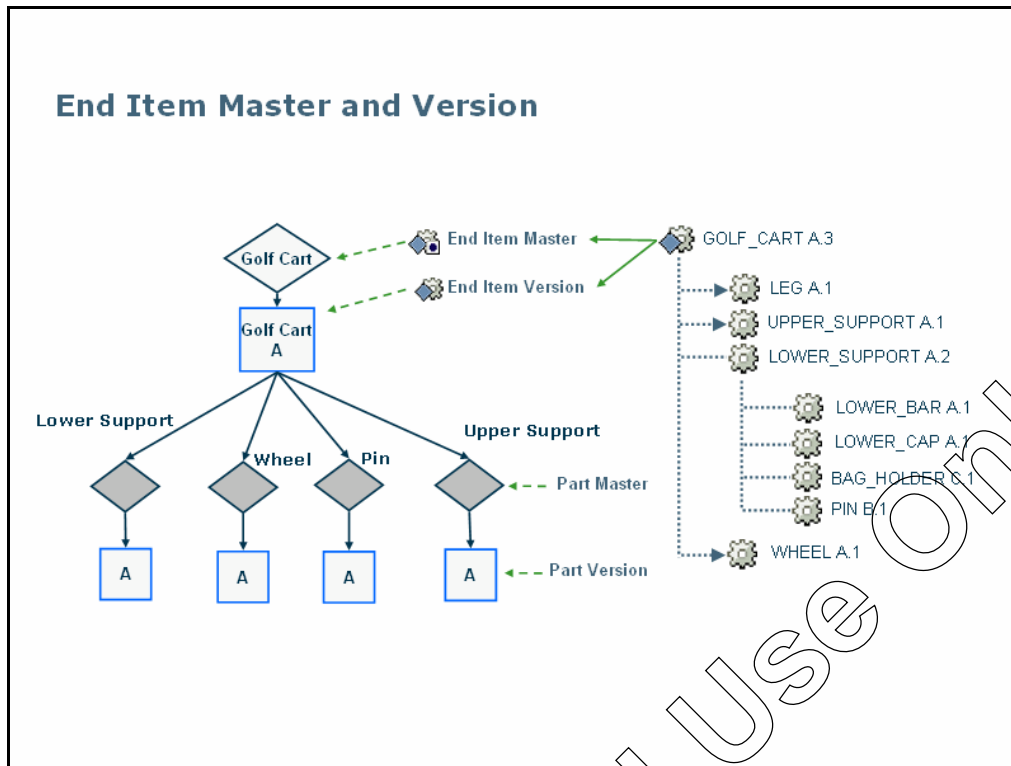 End Item Master and Version
Golf Cart
End Item Master
End Item Version
Golf Cart
A
Lower Support
Wheel
Pin
Upper Support
Part Master
A
A
A
A
Part Version
GOLF_CART A.3
LEG A.1
UPPER_SUPPORT A.1
LOWER_SUPPORT A.2
LOWER_BAR A.1
LOWER_CAP A.1
BAG_HOLDER C.1
PIN B.1
WHEEL A.1
Use